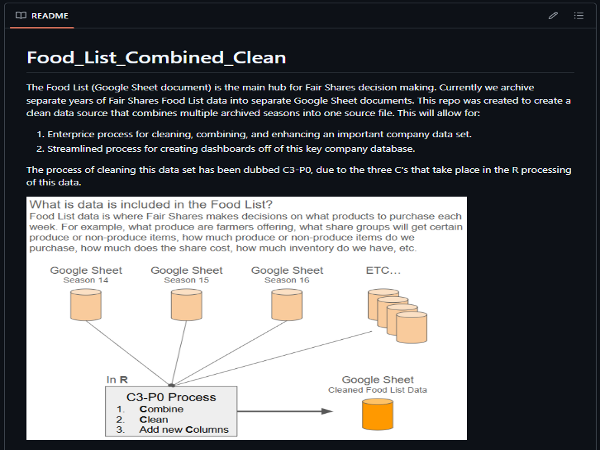 README
Food_List_Combined_Clean
The Food List (Google Sheet document) is the main hub for Fair Shares decision making. Currently we archive
separate years of Fair Shares Food List data into separate Google Sheet documents. This repo was created to create a
clean data source that combines multiple archived seasons into one source file. This will allow for:
1. Enterprice process for cleaning, combining, and enhancing an important company data set.
2. Streamlined process for creating dashboards off of this key company database.
The process of cleaning this data set has been dubbed C3-P0, due to the three C's that take place in the R processing
of this data.
What is data is included in the Food List?
Food List data is where Fair Shares makes decisions on what products to purchase each
week. For example, what produce are farmers offering, what share groups will get certain
produce or non-produce items, how much produce or non-produce items do we
purchase, how much does the share cost, how much inventory do we have, etc.
Google Sheet
Season 14
Google Sheet
Season 15
Google Sheet
Season 16
ETC...
In R
C3-P0 Process
1. Combine
2. Clean
3. Add new Columns
Google Sheet
Cleaned Food List Data